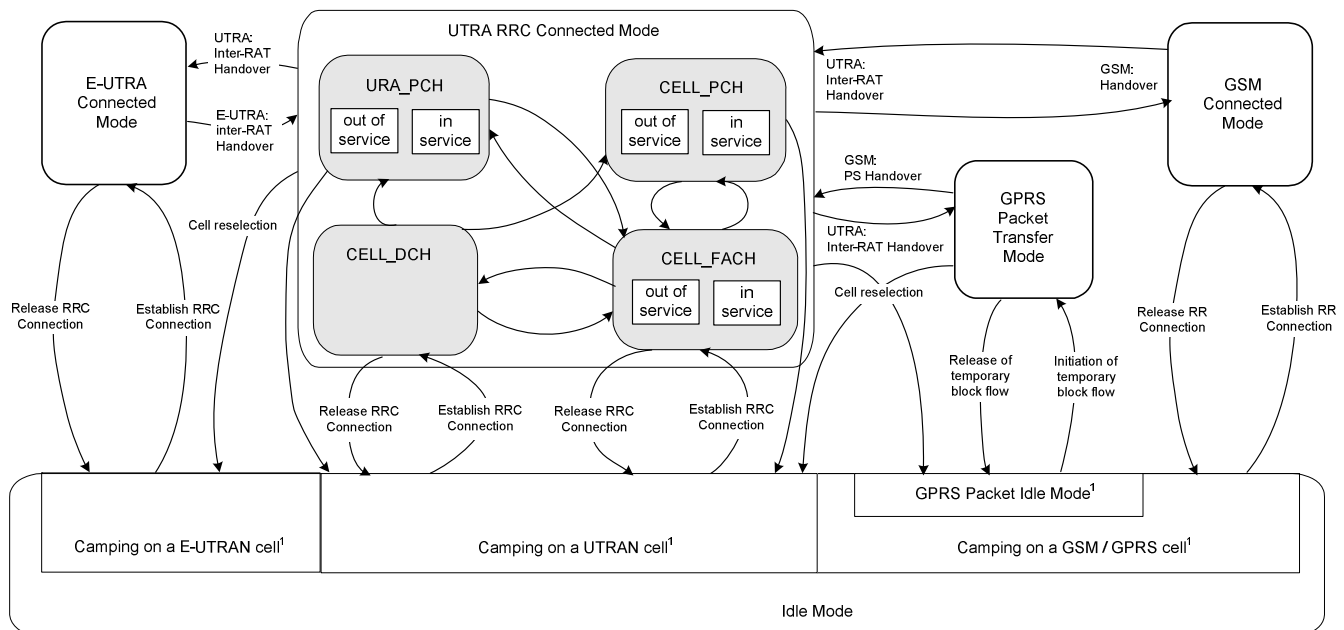 UTRA RRC Connected Mode
UTRA:
Inter-RAT
Handover
E-UTRA
Connected
Mode
E-UTRA:
inter-RAT
Handover
URA_PCH
out of
service
in
service
CELL_PCH
out of
service
in
service
UTRA:
Inter-RAT
Handover
GSM:
Handover
GSM
Connected
Mode
GSM:
PS Handover
GPRS
Packet
Transfer
Mode
UTRA:
Inter-RAT Handover
Cell reselection
CELL_DCH
CELL_FACH
out of
service
in
service
Cell reselection
Release RRC
Connection
Establish RRC
Connection
Release RR
Connection
Establish RR
Connection
Release of
temporary
block flow
Initiation of
temporary
block flow
Release RRC
Connection
Establish RRC
Connection
Release RRC
Connection
Establish RRC
Connection
GPRS Packet Idle Mode¹
Camping on a E-UTRAN cell¹
Camping on a UTRAN cell¹
Camping on a GSM / GPRS cell¹
Idle Mode